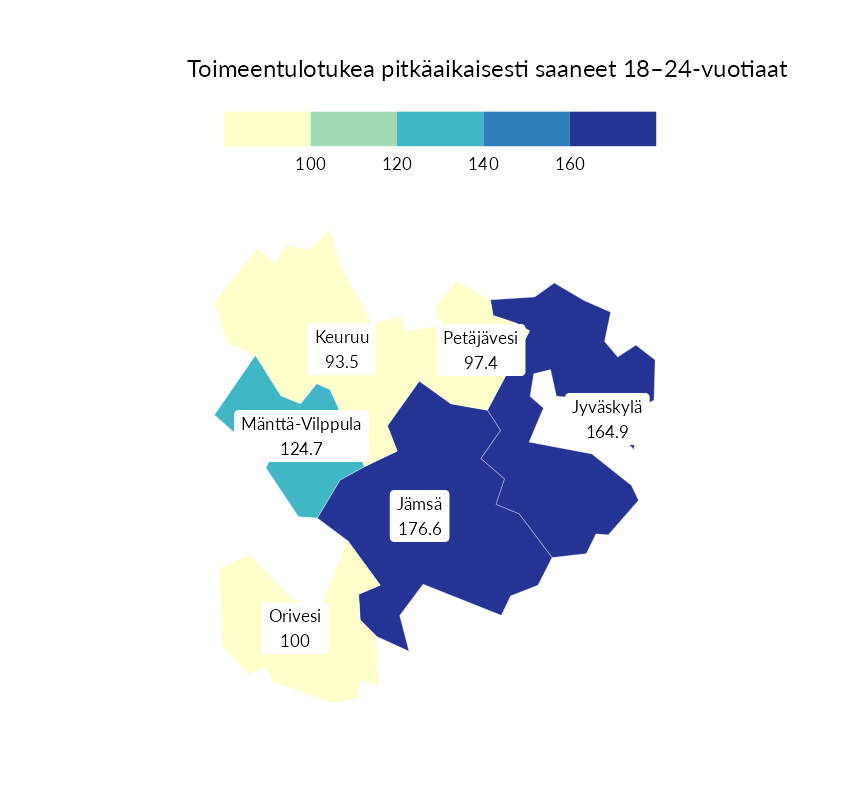 Toimeentulotukea pitkäaikaisesti saaneet 18–24-vuotiaat
100 120 140 160
Keuruu
93.5
Petäjävesi
97.4
Jyväskylä
164.9
Mänttä-Vilppula
124.7
Jämsä
176.6
Orivesi
100